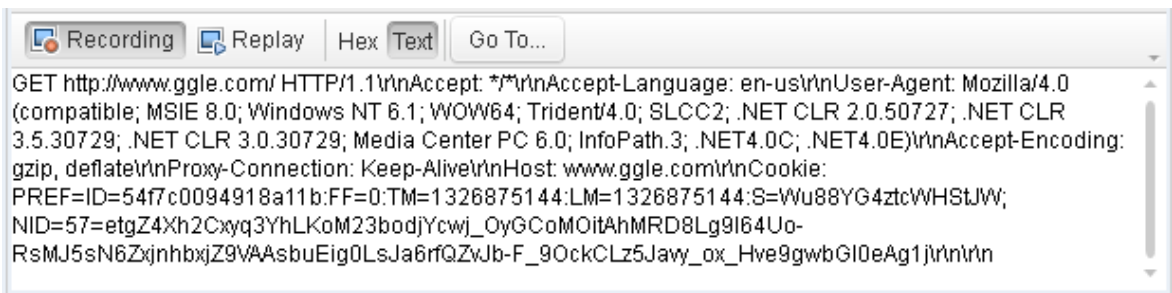 Recording Replay Hex Text Go To...
GET http://www.ggle.com/ HTTP/1.1\r\nAccept: */*\r\nAccept-Language: en-us\r\nUser-Agent: Mozilla/4.0
(compatible; MSIE 8.0; Windows NT 6.1; WOW64; Trident/4.0; SLCC2; .NET CLR 2.0.50727; .NET CLR
3.5.30729; .NET CLR 3.0.30729; Media Center PC 6.0; InfoPath.3; .NET4.0C; .NET4.0E)\r\nAccept-Encoding:
gzip, deflate\r\nProxy-Connection: Keep-Alive\r\nHost: www.ggle.com\r\nCookie:
PREF=ID=54f7c0094918a11b:FF=0:TM=1326875144:LM=1326875144:S=Wu88YG4ztcWHStJW;
NID=57=etgZ4Xh2Cxyq3YhLKoM23bodjYcwj_OyGCoMOitAhMRD8Lg9I64Uo-
RsMJ5sN6ZxjnhbxjZ9VAAsbuEig0LsJa6rfQZvJb-F_9OckCLz5Javy_ox_Hve9gwbGl0eAg1j\r\n\r\n